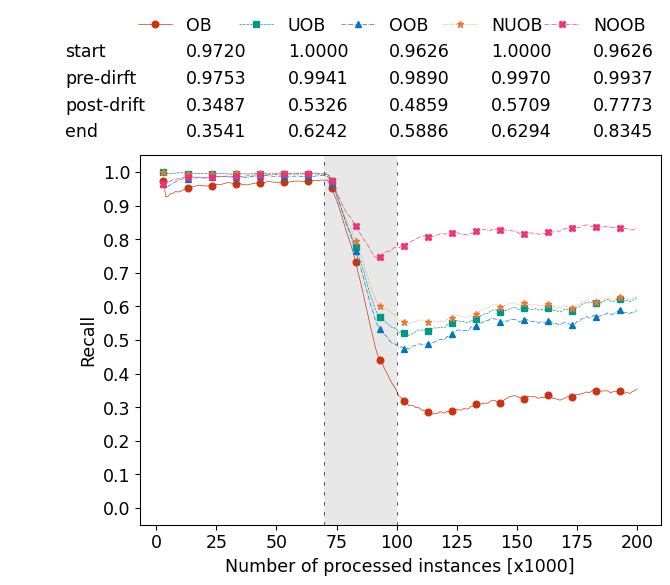 OB UOB OOB NUOB NOOB
start 0.9720 1.0000 0.9626 1.0000 0.9626
pre-dirft 0.9753 0.9941 0.9890 0.9970 0.9937
post-drift 0.3487 0.5326 0.4859 0.5709 0.7773
end 0.3541 0.6242 0.5886 0.6294 0.8345
1.0
0.9
0.8
0.7
0.6
0.5
0.4
0.3
0.2
0.1
0.0
Recall
0 25 50 75 100 125 150 175 200
Number of processed instances [x1000]